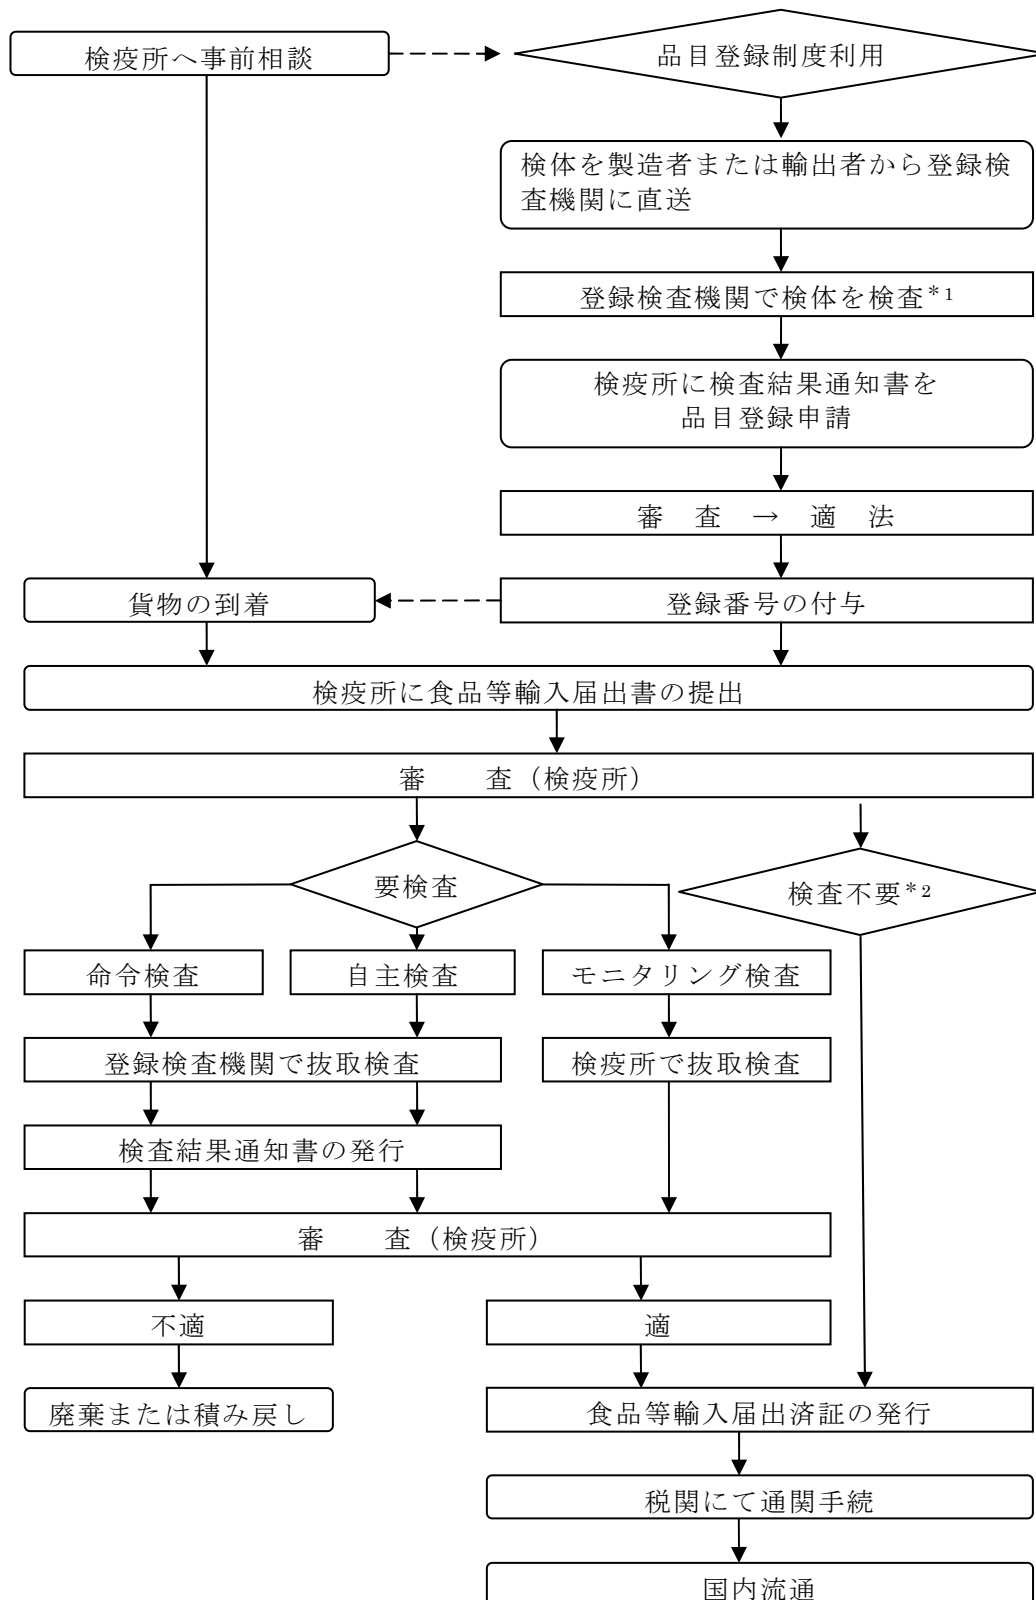 検疫所へ事前相談
品目登録制度利用
検体を製造者または輸出者から登録検
査機関に直送
登録検査機関で検体を検査*1
検疫所に検査結果通知書を
品目登録申請
審 査 → 適 法
貨物の到着
登録番号の付与
検疫所に食品等輸入届出書の提出
審 査（検疫所）
要検査
検査不要*2
命令検査
自主検査
モニタリング検査
登録検査機関で抜取検査
検疫所で抜取検査
検査結果通知書の発行
審 査（検疫所）
不適
適
廃棄または積み戻し
食品等輸入届出済証の発行
税関にて通関手続
国内流通